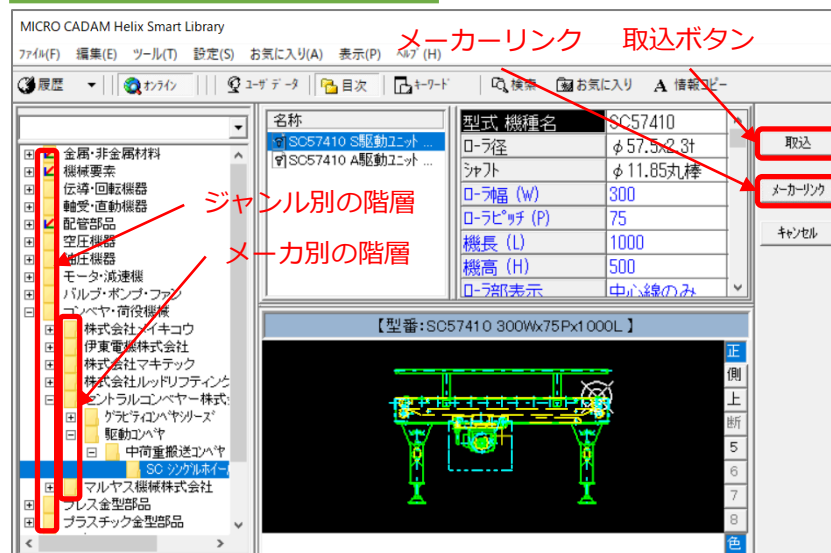 MICRO CADAM Helix Smart Library
ファイル(F) 編集(E) ツール(T) 設定(S) お気に入り(A) 表示(P) ヘルプ(H)
メーカーリンク 取込ボタン
履歴 オンライン ユーザデータ 目次 キーワード 検索 お気に入り A 情報コピー
金属・非金属材料
機械要素
伝導・回転機器
軸受・直動機器
配管部品
空圧機器
油圧機器
モータ・減速機
バルブ・ポンプ・ファン
コンベヤ・荷役機械
株式会社メイキコウ
伊東電機株式会社
株式会社マキテック
株式会社ルッドリフティング
セントラルコンベヤー株式
グラビティコンベヤシリーズ
駆動コンベヤ
中荷重搬送コンベヤ
SC シングルホイール
マルヤス機械株式会社
プレス金型部品
プラスチック金型部品
ジャンル別の階層
メーカ別の階層
名称
SC57410 S駆動ユニット ...
SC57410 A駆動ユニット ...
型式 機種名 SC57410
ローラ径 φ57.5x2.3t
シャフト φ11.85丸棒
ローラ幅 (W) 300
ローラピッチ (P) 75
機長 (L) 1000
機高 (H) 500
ローラ部表示 中心線のみ
取込
メーカーリンク
キャンセル
【型番:SC57410 300Wx75Px1000L 】
正
側
上
断
5
6
7
8
色